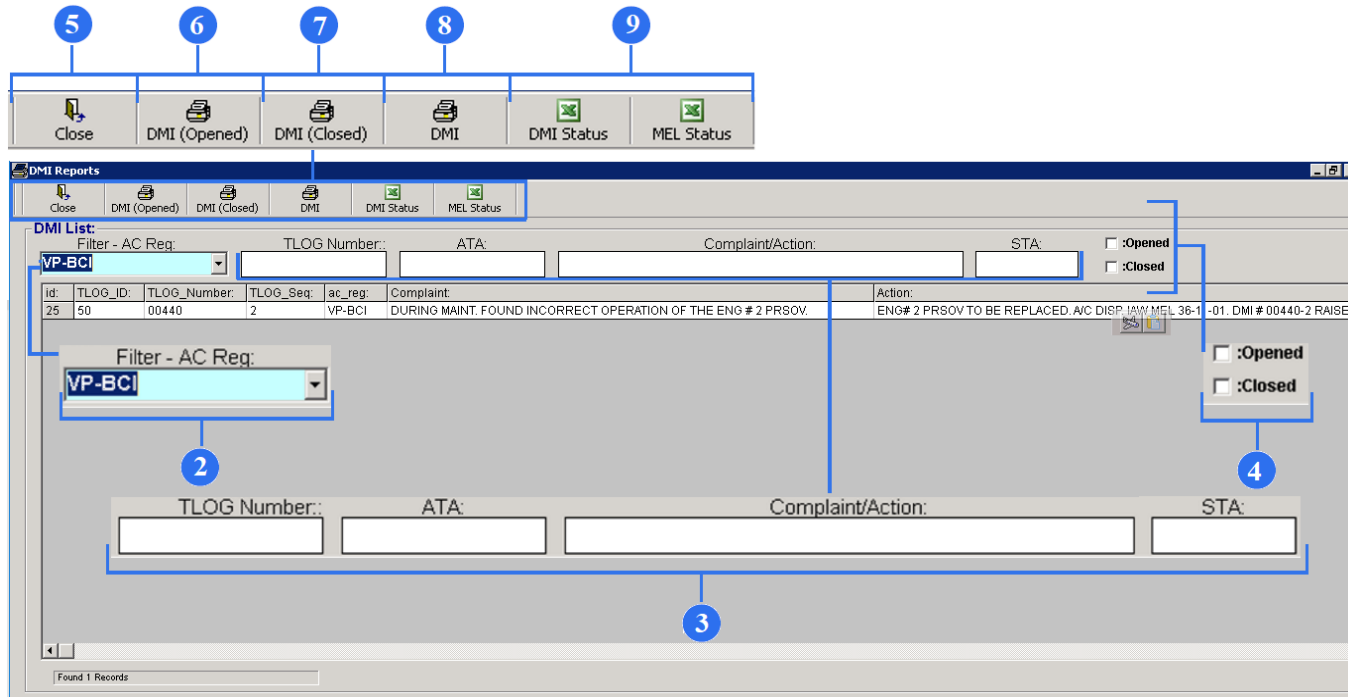 5 6 7 8 9
Close DMI (Opened) DMI (Closed) DMI DMI Status MEL Status
DMI Reports
Close DMI (Opened) DMI (Closed) DMI DMI Status MEL Status
DMI List:
Filter - AC Reg: TLOG Number:: ATA: Complaint/Action: STA: :Opened
VP-BCI :Closed
id: TLOG_ID: TLOG_Number: TLOG_Seq: ac_reg: Complaint: Action:
25 50 00440 2 VP-BCI DURING MAINT. FOUND INCORRECT OPERATION OF THE ENG # 2 PRSOV. ENG# 2 PRSOV TO BE REPLACED. A/C DISP. IAW MEL 36-1 -01. DMI # 00440-2 RAISE
Filter - AC Reg: :Opened
VP-BCI :Closed
2 4
TLOG Number:: ATA: Complaint/Action: STA:
3
Found 1 Records